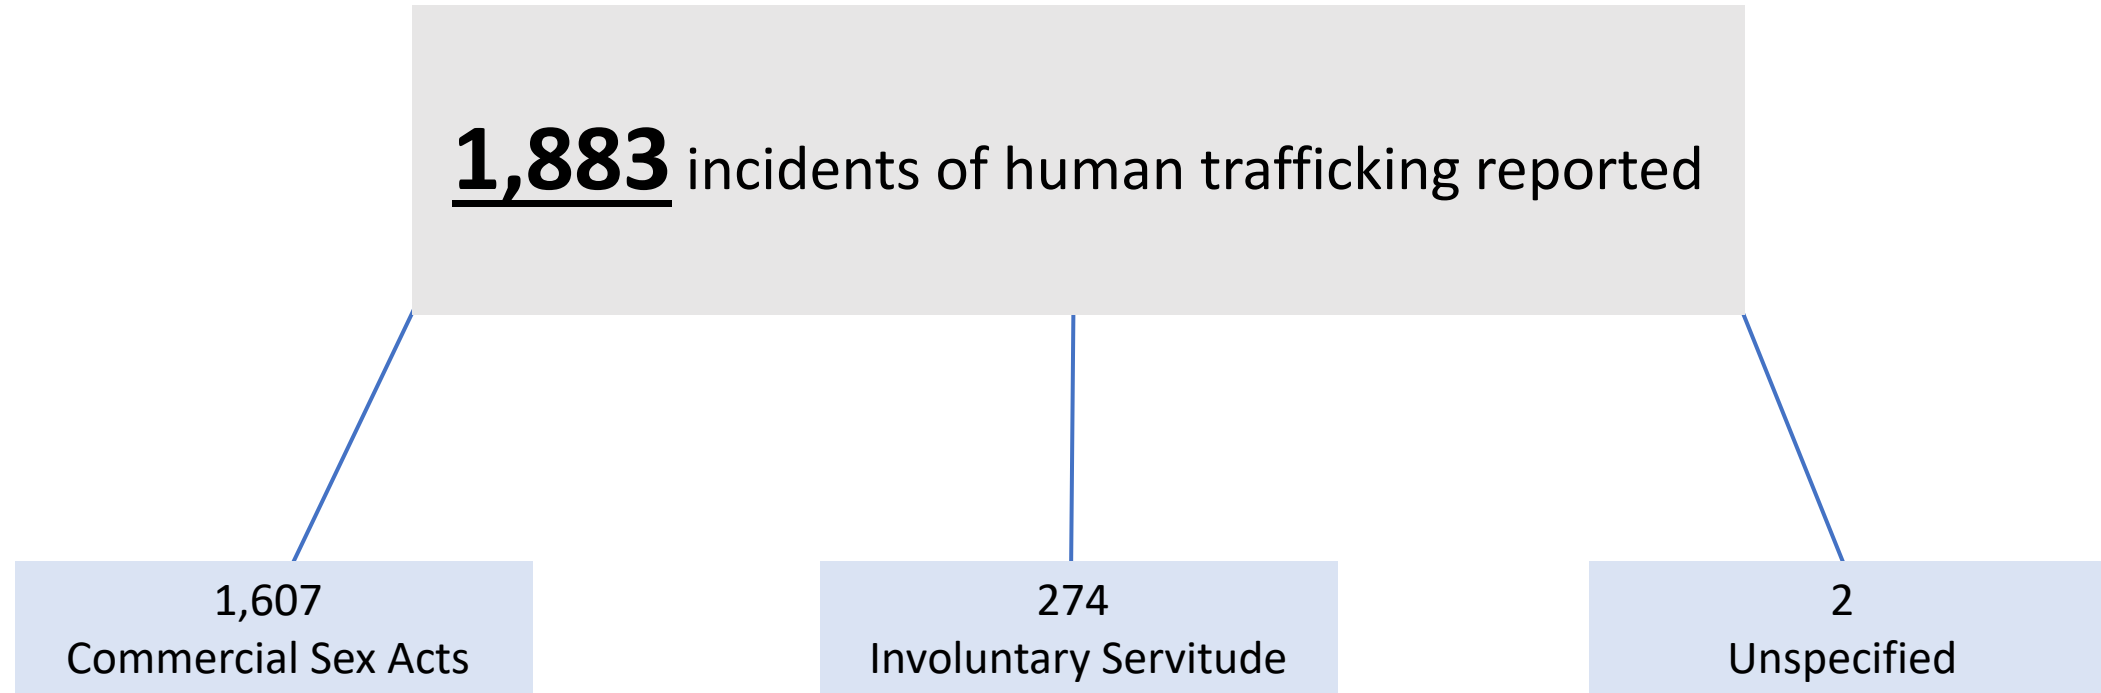 1,883 incidents of human trafficking reported
1,607
Commercial Sex Acts
274
Involuntary Servitude
2
Unspecified